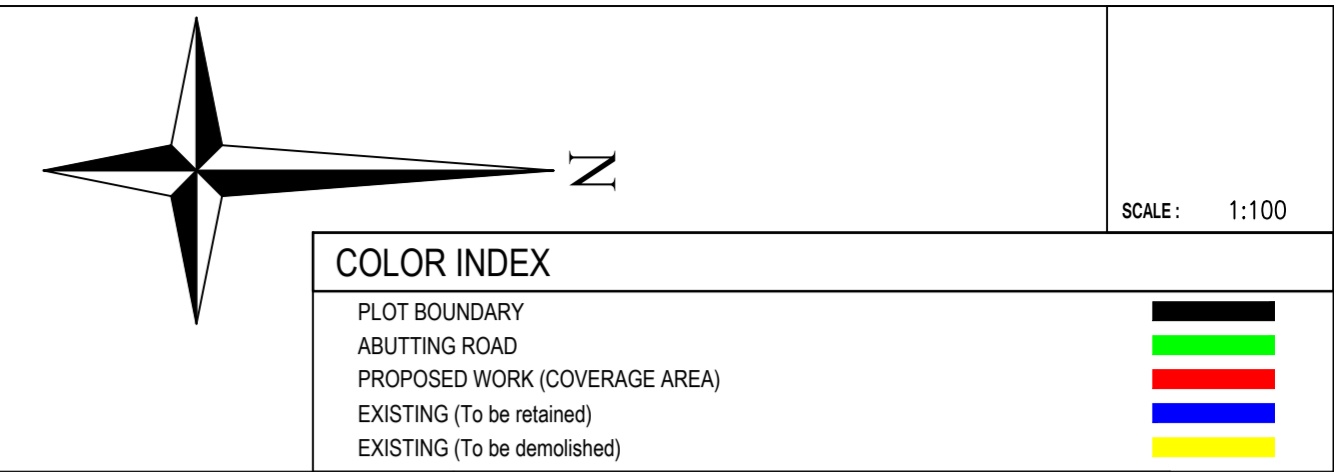 N
SCALE : 1:100
COLOR INDEX
PLOT BOUNDARY
ABUTTING ROAD
PROPOSED WORK (COVERAGE AREA)
EXISTING (To be retained)
EXISTING (To be demolished)